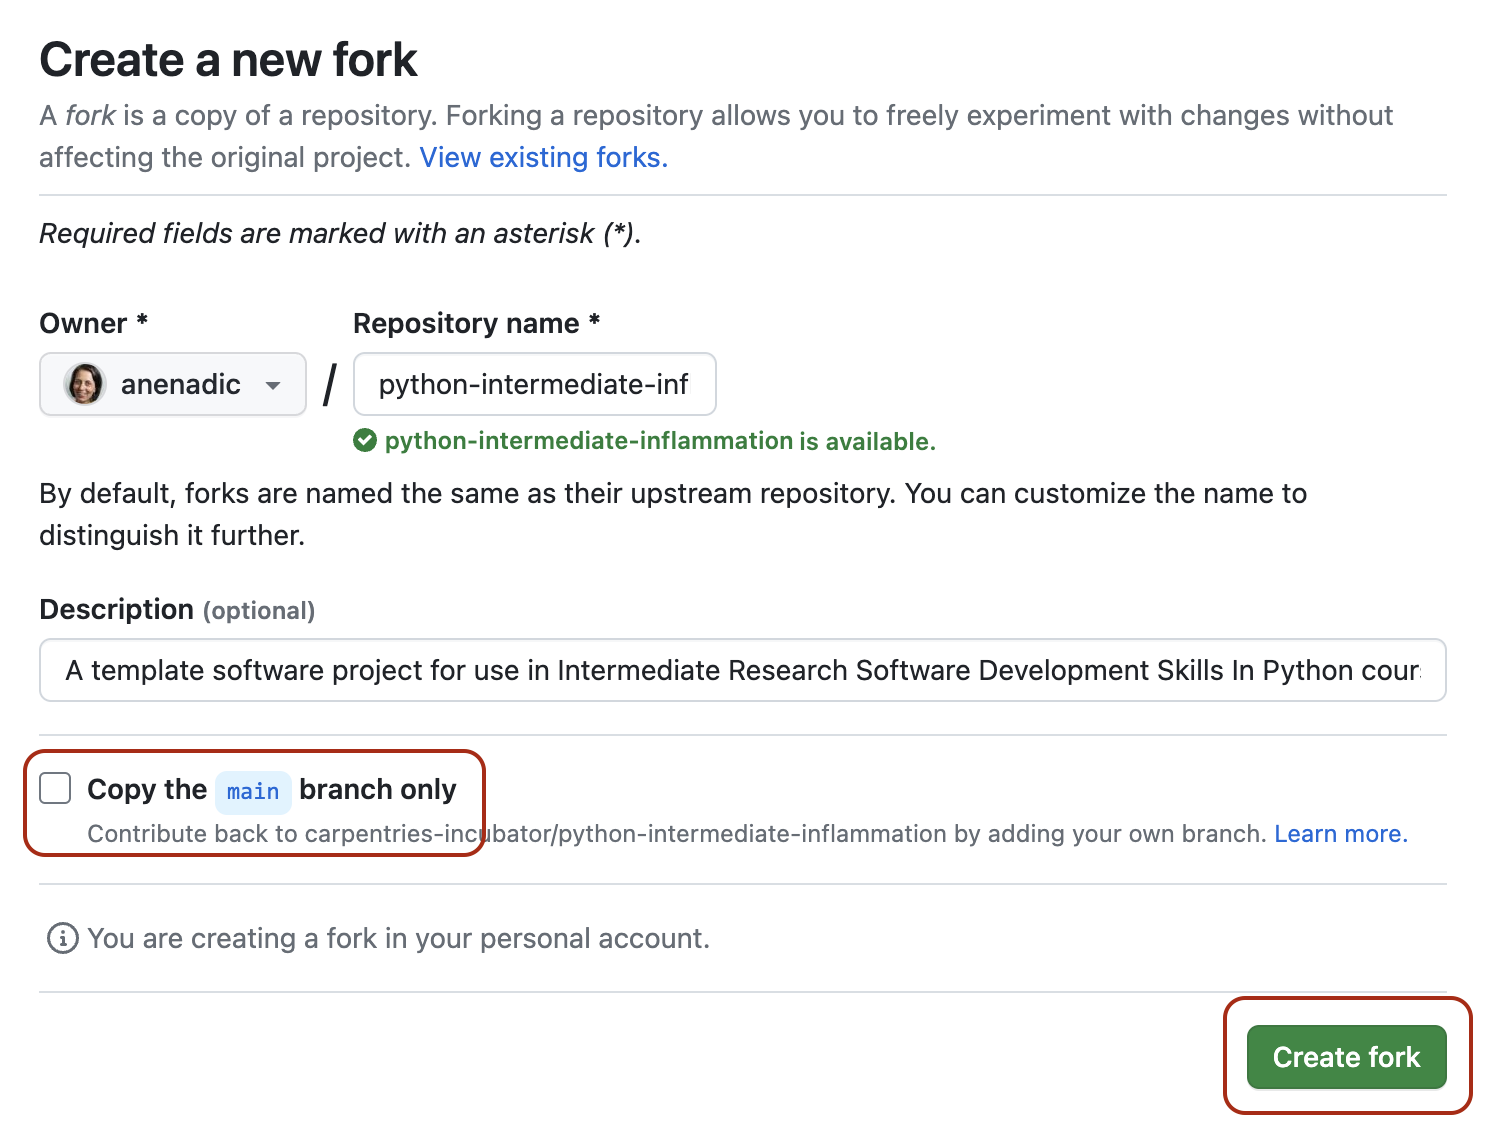 Create a new fork
A fork is a copy of a repository. Forking a repository allows you to freely experiment with changes without
affecting the original project. View existing forks.
Required fields are marked with an asterisk (*).
Owner * Repository name *
anenadic / python-intermediate-inf
python-intermediate-inflammation is available.
By default, forks are named the same as their upstream repository. You can customize the name to
distinguish it further.
Description (optional)
A template software project for use in Intermediate Research Software Development Skills In Python cour
Copy the main branch only
Contribute back to carpentries-incubator/python-intermediate-inflammation by adding your own branch. Learn more.
You are creating a fork in your personal account.
Create fork